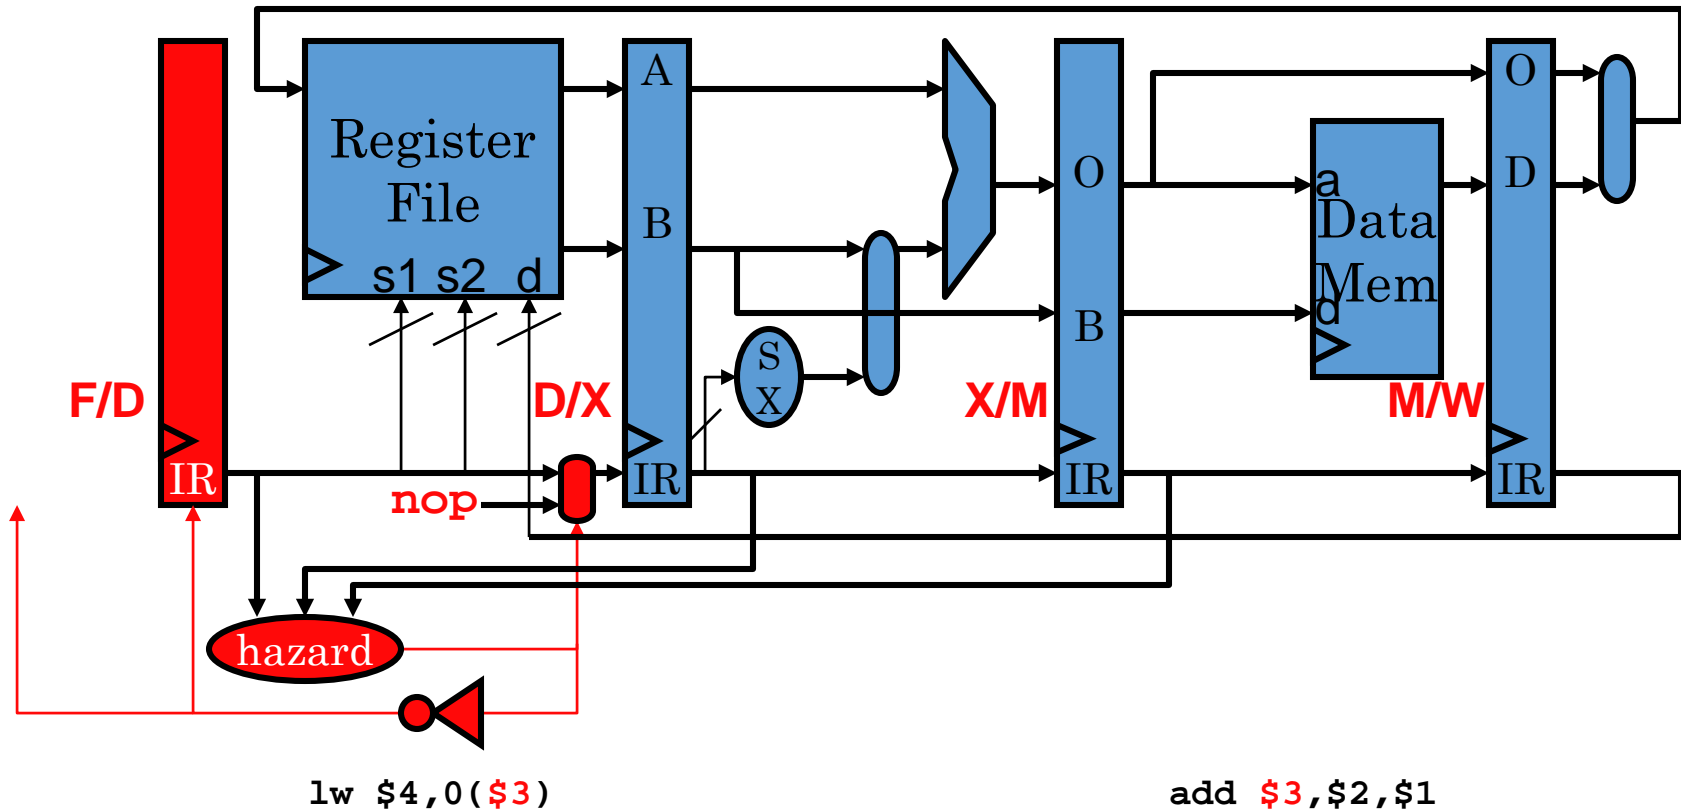 A
O
Register
File
O
D
a
Data
Mem
d
B
B
s1 s2 d
S
X
F/D
D/X
X/M
M/W
IR
IR
IR
IR
nop
hazard
lw $4,0($3)
add $3,$2,$1